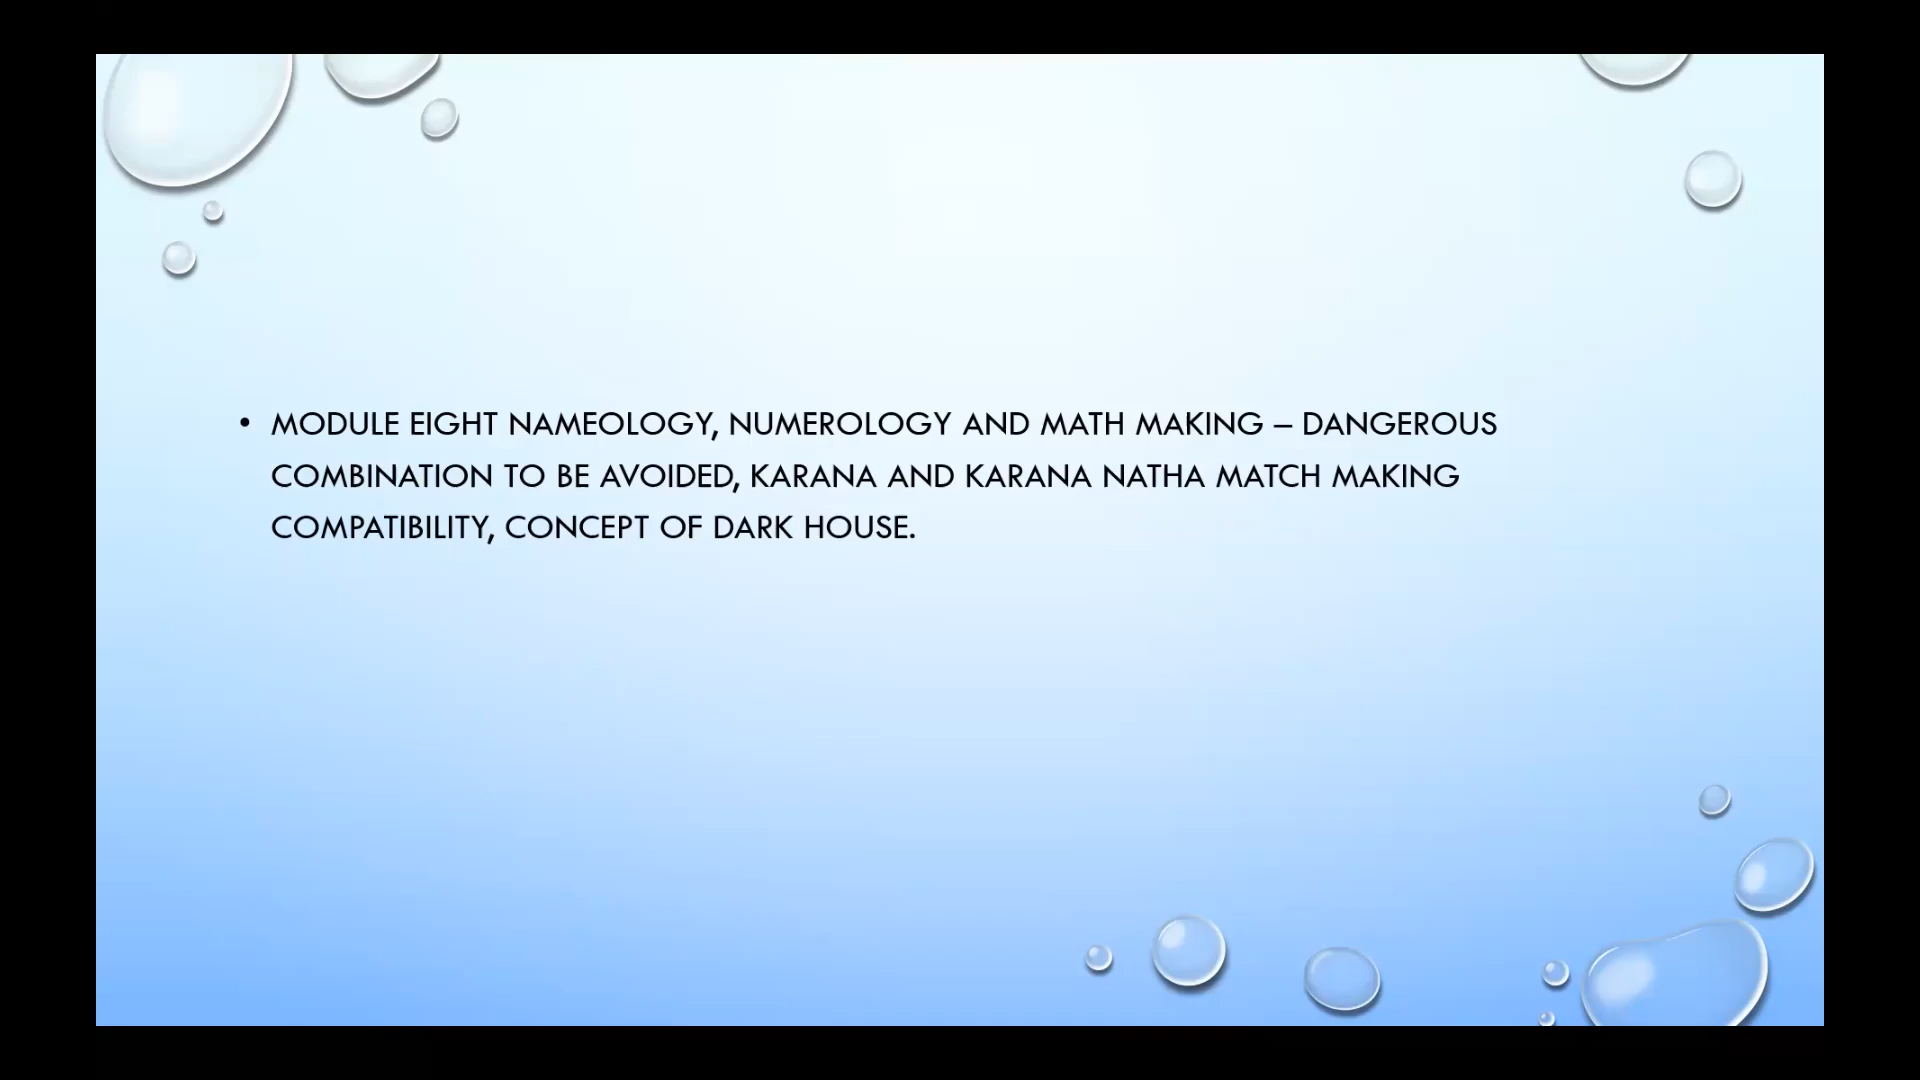 • MODULE EIGHT NAMEOLOGY, NUMEROLOGY AND MATH MAKING – DANGEROUS
COMBINATION TO BE AVOIDED, KARANA AND KARANA NATHA MATCH MAKING
COMPATIBILITY, CONCEPT OF DARK HOUSE.